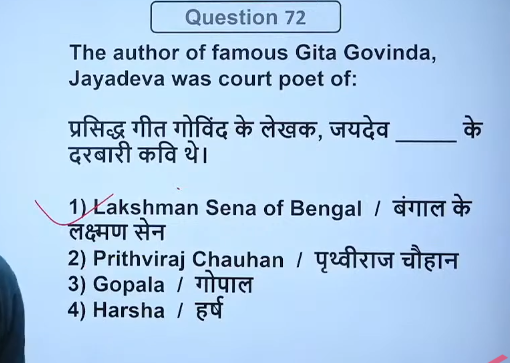 Question 72
The author of famous Gita Govinda,
Jayadeva was court poet of:
प्रसिद्ध गीत गोविंद के लेखक, जयदेव ______ के
दरबारी कवि थे।
1) Lakshman Sena of Bengal / बंगाल के
लक्ष्मण सेन
2) Prithviraj Chauhan / पृथ्वीराज चौहान
3) Gopala / गोपाल
4) Harsha / हर्ष